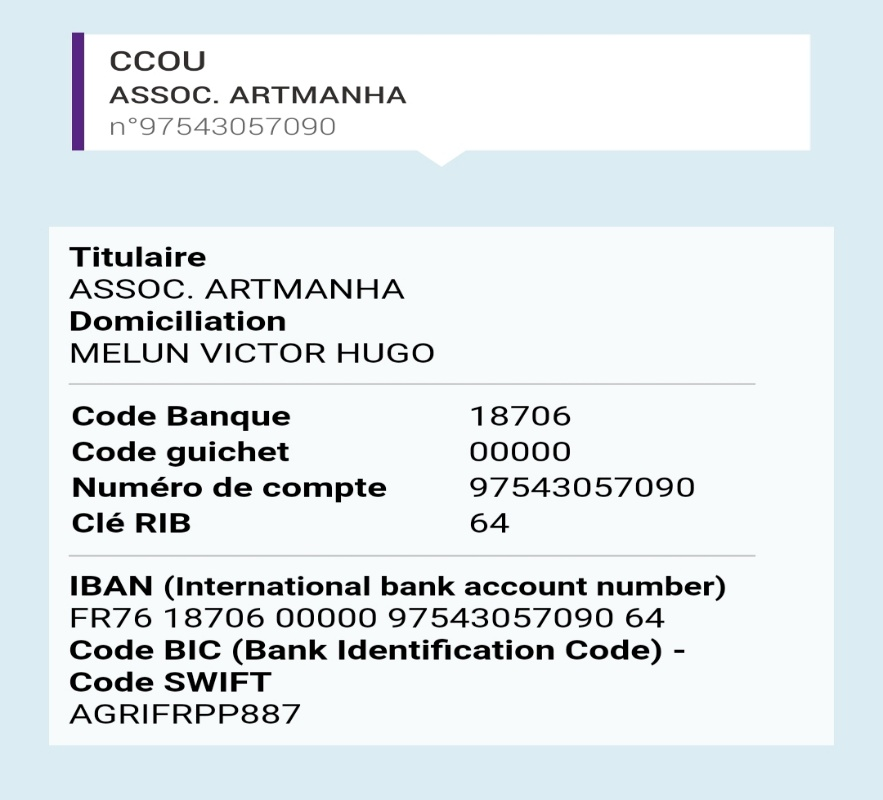 CCOU
ASSOC. ARTMANHA
n°97543057090
Titulaire
ASSOC. ARTMANHA
Domiciliation
MELUN VICTOR HUGO
Code Banque 18706
Code guichet 00000
Numéro de compte 97543057090
Clé RIB 64
IBAN (International bank account number)
FR76 18706 00000 97543057090 64
Code BIC (Bank Identification Code) -
Code SWIFT
AGRIFRPP887